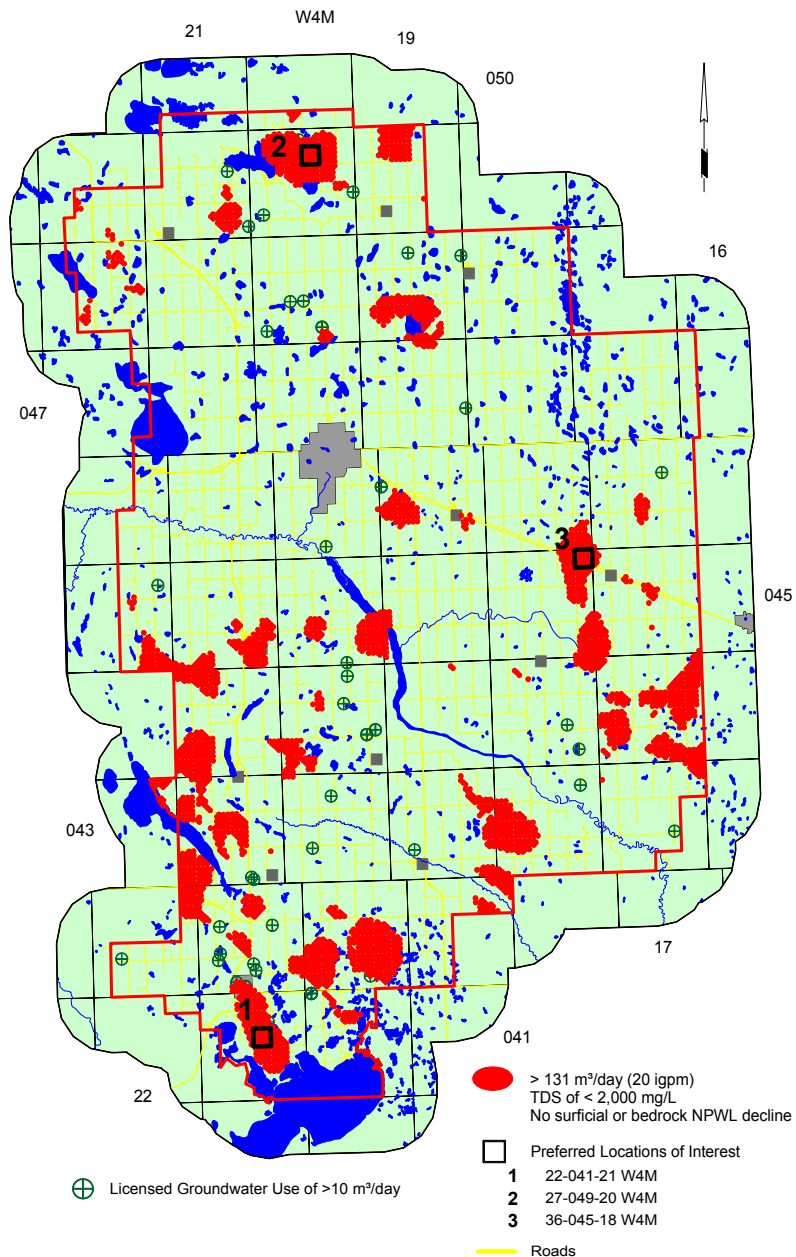 W4M
21
19
050
2
16
047
3
045
043
17
1
041
22
> 131 m³/day (20 igpm)
TDS of < 2,000 mg/L
No surficial or bedrock NPWL decline
Preferred Locations of Interest
1 22-041-21 W4M
2 27-049-20 W4M
3 36-045-18 W4M
Licensed Groundwater Use of >10 m³/day
Roads